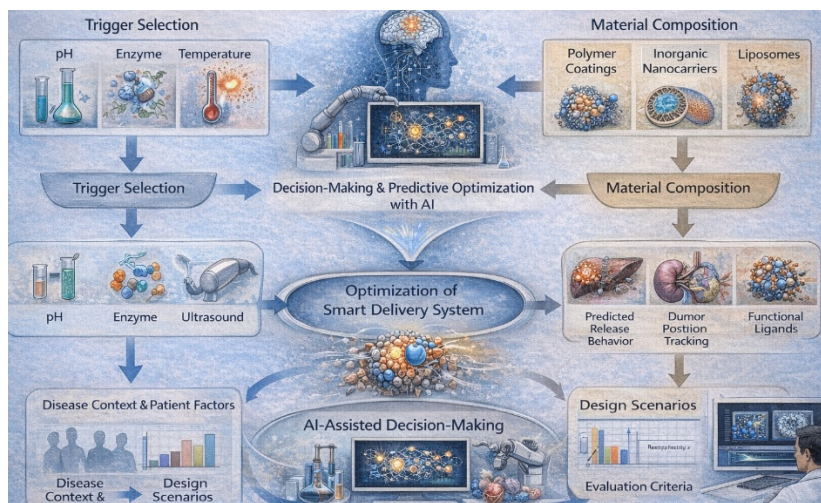 Trigger Selection
Material Composition
pH
Enzyme
Temperature
Polymer
Coatings
Inorganic
Nanocarriers
Liposomes
Trigger Selection
Decision-Making & Predictive Optimization
with AI
Material Composition
Optimization of
Smart Delivery System
pH
Enzyme
Ultrasound
Predicted
Release
Behavior
Dumor
Postion
Tracking
Functional
Ligands
Disease Context & Patient Factors
AI-Assisted Decision-Making
Design Scenarios
Disease
Context &
Design
Scenarios
Evaluation Criteria